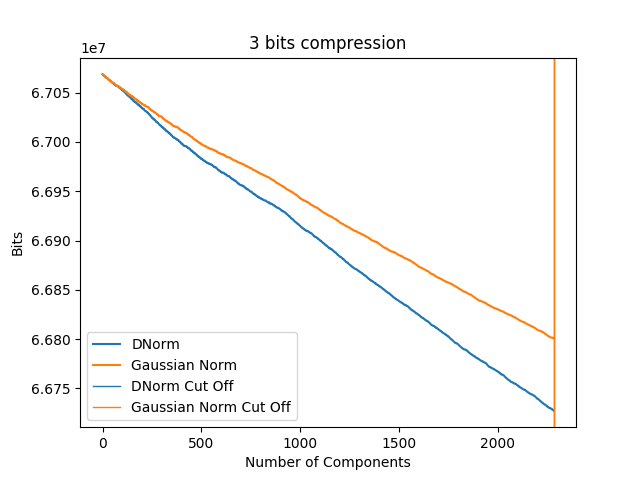 3 bits compression
1e7
6.705
6.700
6.695
6.690
6.685
6.680
6.675
Bits
DNorm
Gaussian Norm
DNorm Cut Off
Gaussian Norm Cut Off
0 500 1000 1500 2000
Number of Components